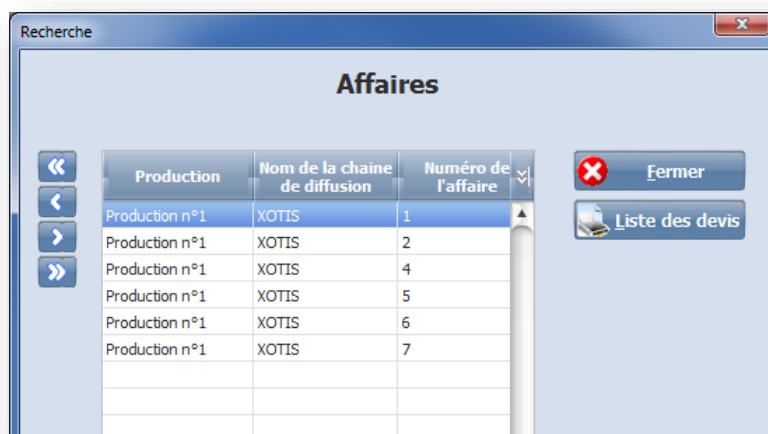 Recherche
Affaires
Production
Nom de la chaine
de diffusion
Numéro de
l'affaire
Production n°1 XOTIS 1
Production n°1 XOTIS 2
Production n°1 XOTIS 4
Production n°1 XOTIS 5
Production n°1 XOTIS 6
Production n°1 XOTIS 7
Fermer
Liste des devis